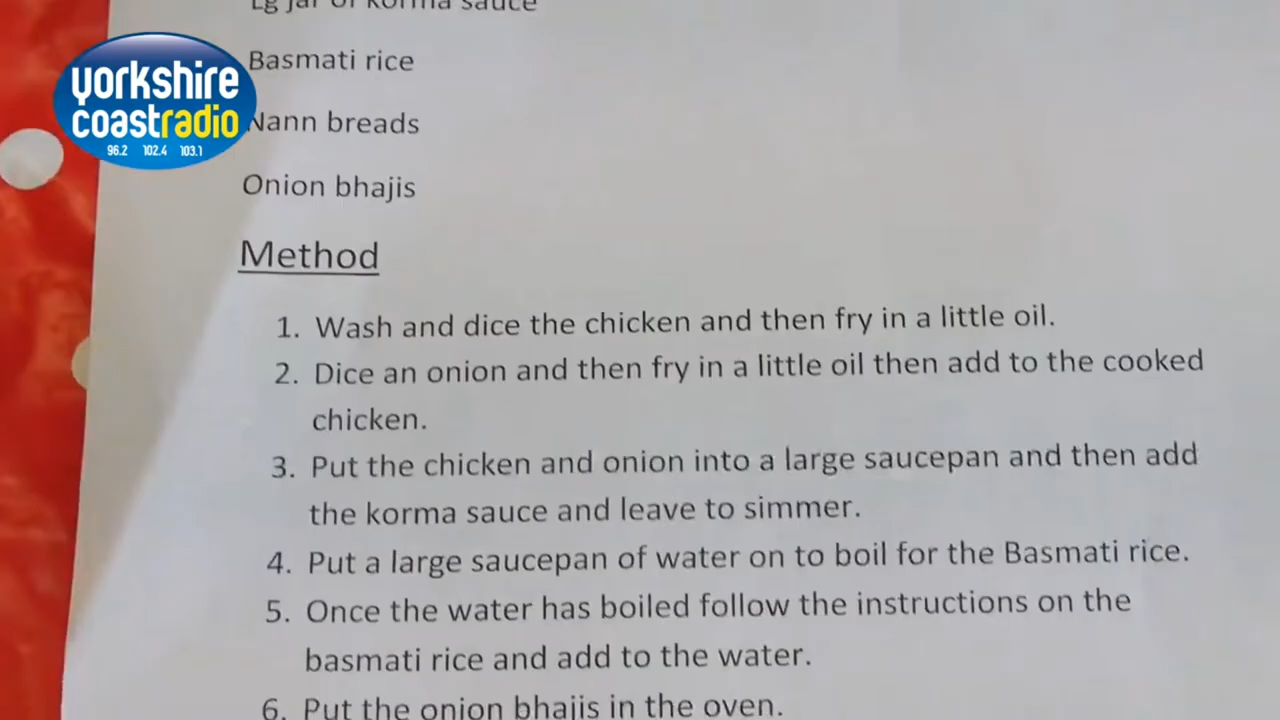 Lg jar of korma sauce
yorkshire
coastradio
96.2 102.4 103.1
Basmati rice
Nann breads
Onion bhajis
Method
1. Wash and dice the chicken and then fry in a little oil.
2. Dice an onion and then fry in a little oil then add to the cooked
chicken.
3. Put the chicken and onion into a large saucepan and then add
the korma sauce and leave to simmer.
4. Put a large saucepan of water on to boil for the Basmati rice.
5. Once the water has boiled follow the instructions on the
basmati rice and add to the water.
6. Put the onion bhajis in the oven.